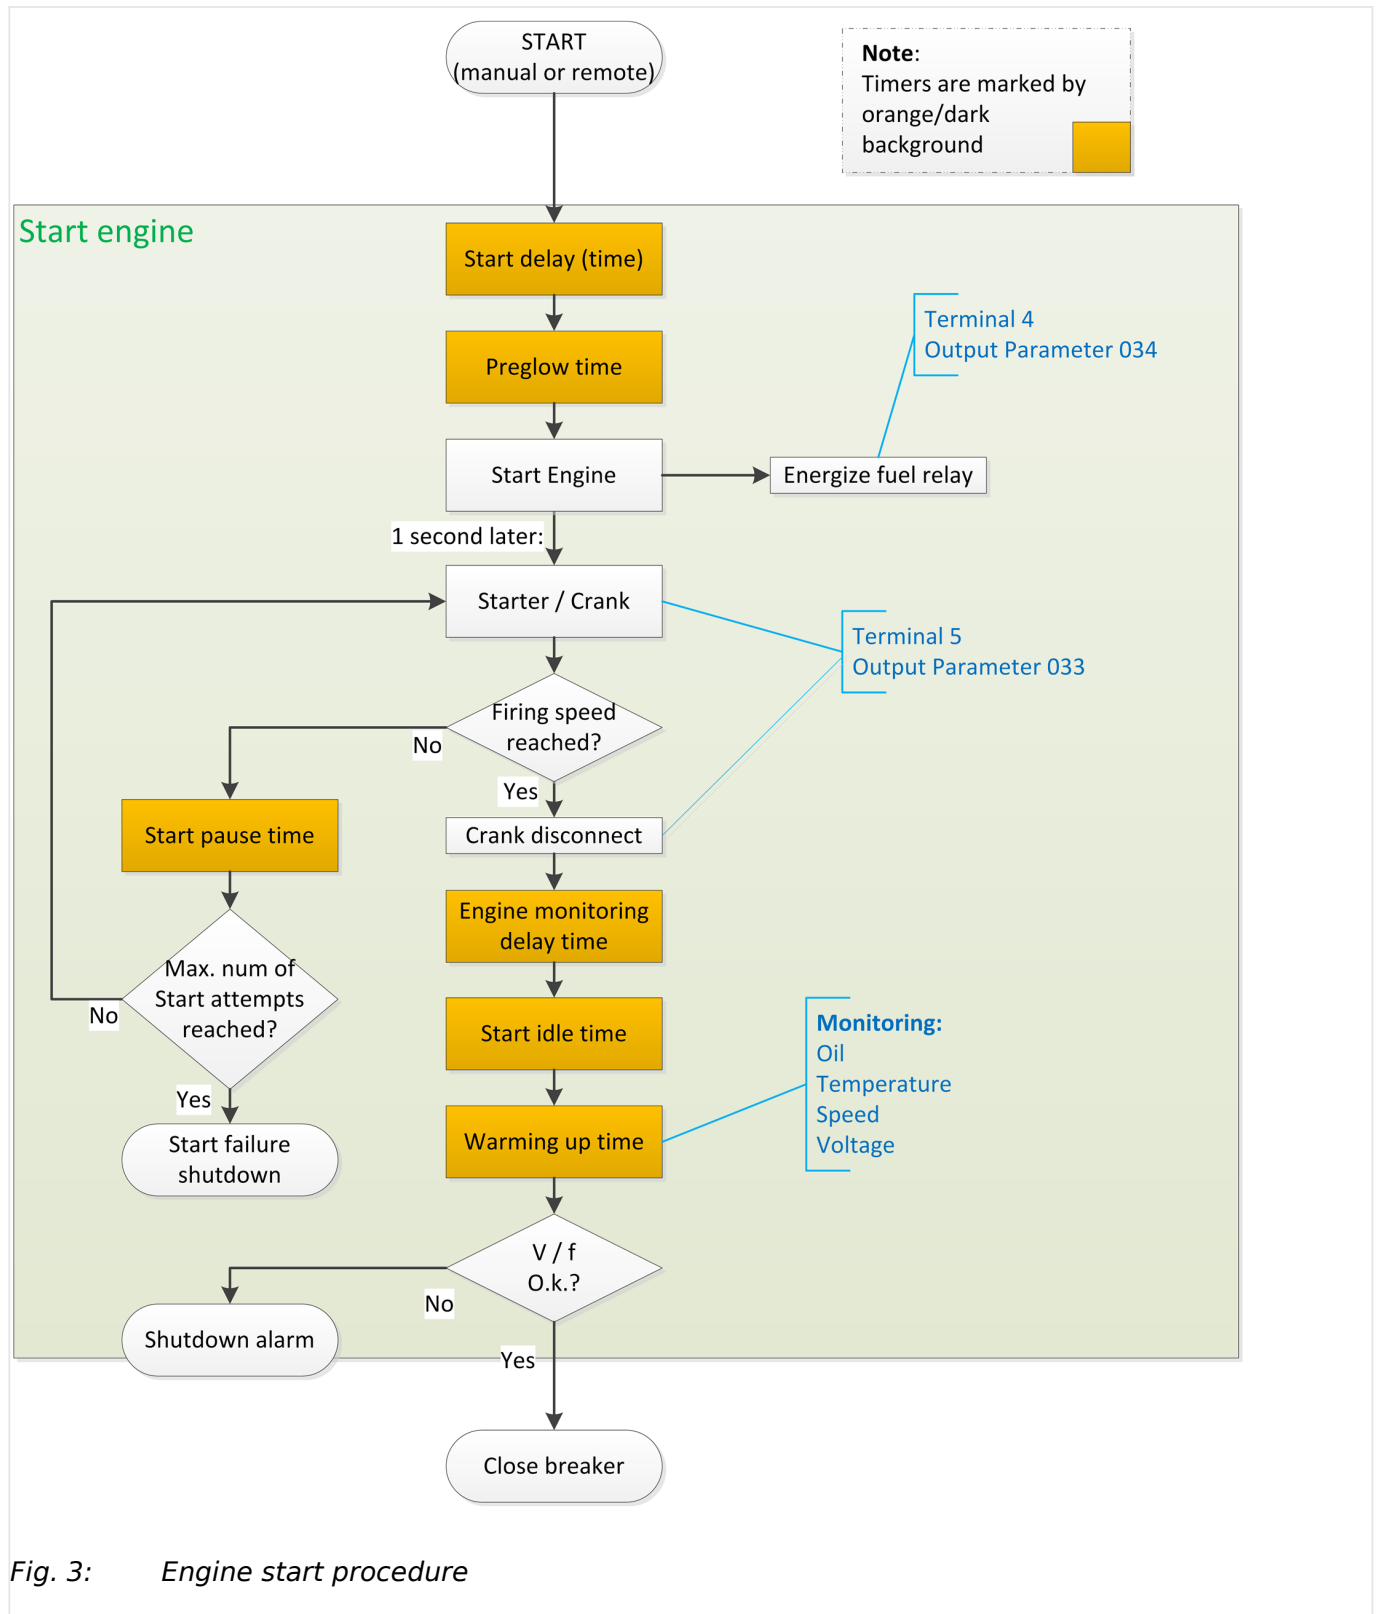 START
(manual or remote)
Note:
Timers are marked by
orange/dark
background
Start engine
Start delay (time)
Preglow time
Terminal 4
Output Parameter 034
Start Engine
Energize fuel relay
1 second later:
Starter / Crank
Terminal 5
Output Parameter 033
Firing speed
reached?
No
Yes
Start pause time
Crank disconnect
Engine monitoring
delay time
Max. num of
Start attempts
reached?
No
Yes
Start failure
shutdown
Start idle time
Monitoring:
Oil
Temperature
Speed
Voltage
Warming up time
V / f
O.k.?
No
Shutdown alarm
Yes
Close breaker
Fig. 3: Engine start procedure